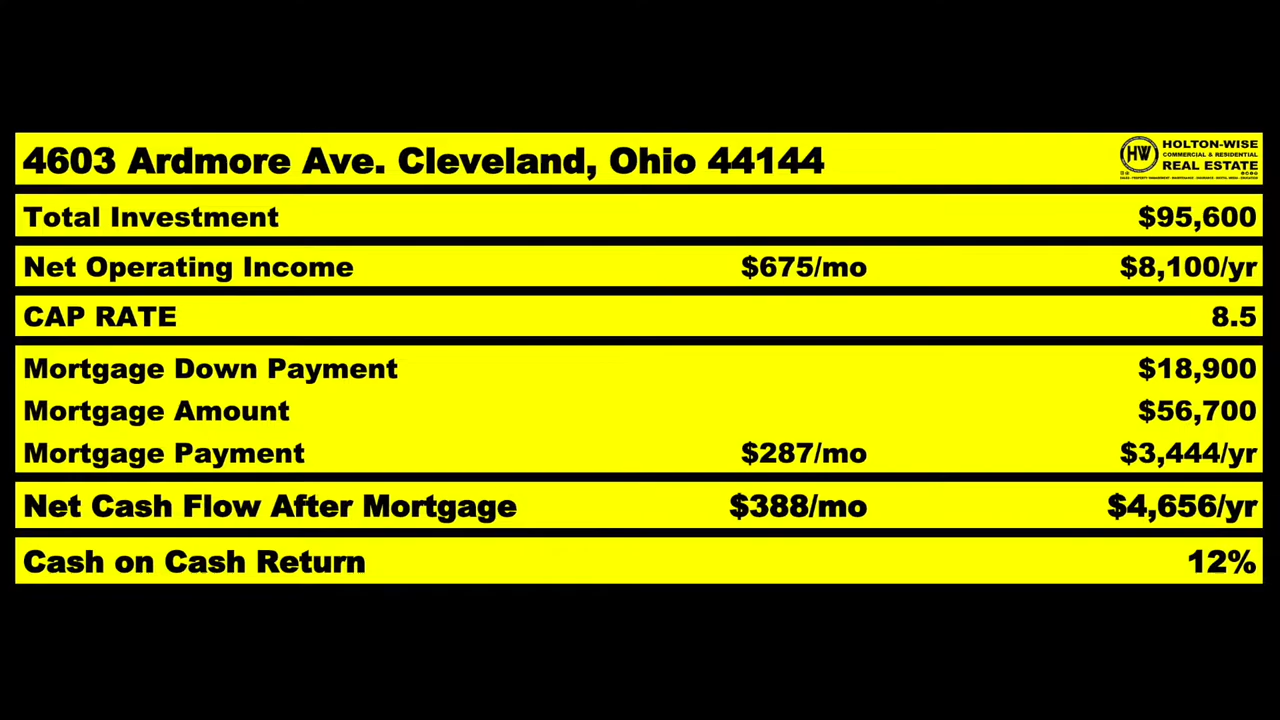 4603 Ardmore Ave. Cleveland, Ohio 44144
HW
HOLTON-WISE
COMMERCIAL & RESIDENTIAL
REAL ESTATE
Total Investment $95,600
Net Operating Income $675/mo $8,100/yr
CAP RATE 8.5
Mortgage Down Payment $18,900
Mortgage Amount $56,700
Mortgage Payment $287/mo $3,444/yr
Net Cash Flow After Mortgage $388/mo $4,656/yr
Cash on Cash Return 12%